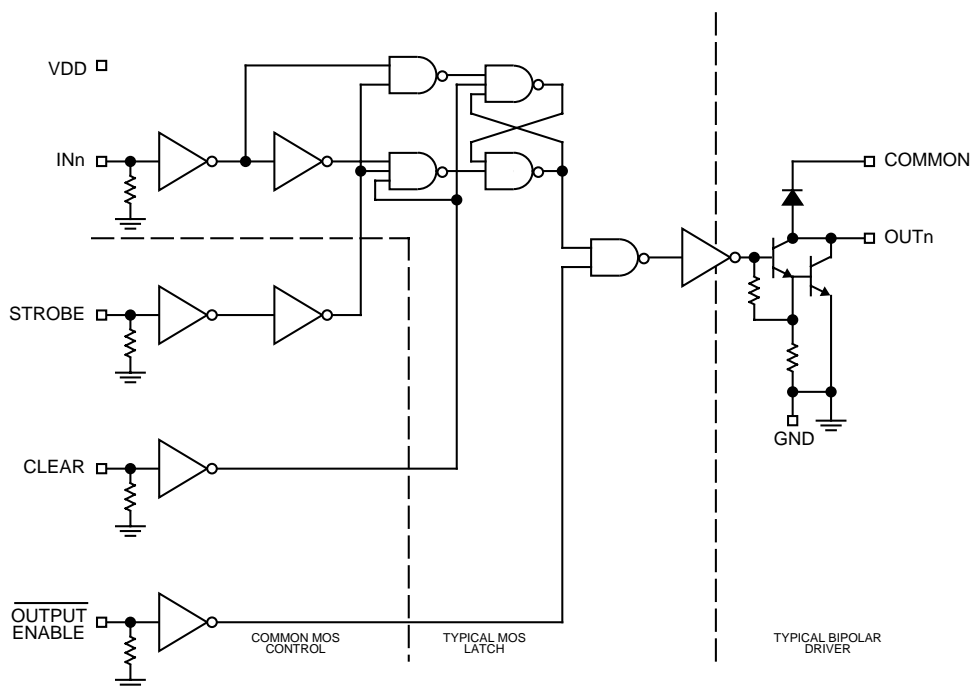 VDD
INn
COMMON
OUTn
STROBE
GND
CLEAR
OUTPUT
ENABLE
COMMON MOS
CONTROL
TYPICAL MOS
LATCH
TYPICAL BIPOLAR
DRIVER